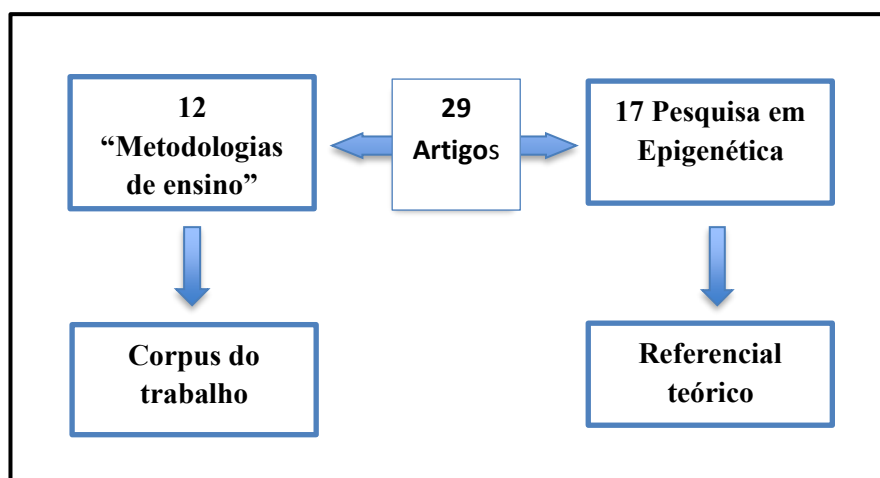 12
“Metodologias
de ensino”
29
Artigos
17 Pesquisa em
Epigenética
Corpus do
trabalho
Referencial
teórico